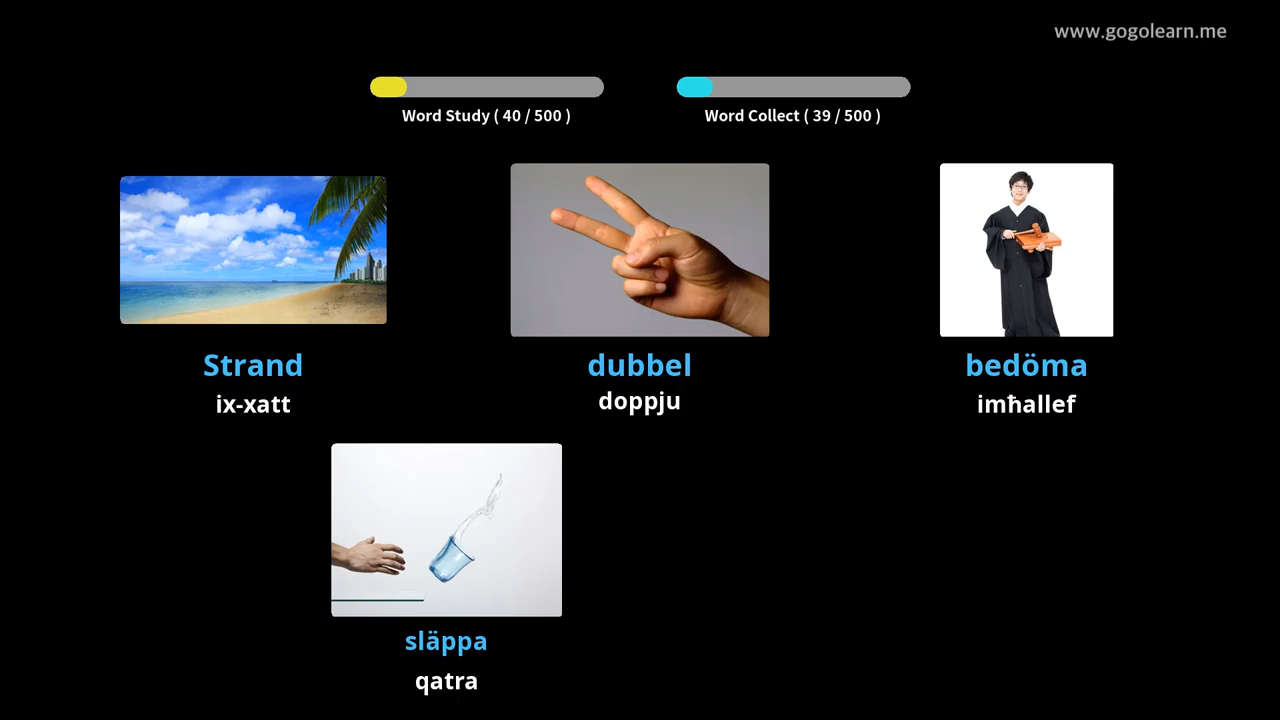 www.gogolearn.me
Word Study ( 40 / 500 )
Word Collect ( 39 / 500 )
Strand
ix-xatt
dubbel
doppju
bedöma
imħallef
släppa
qatra